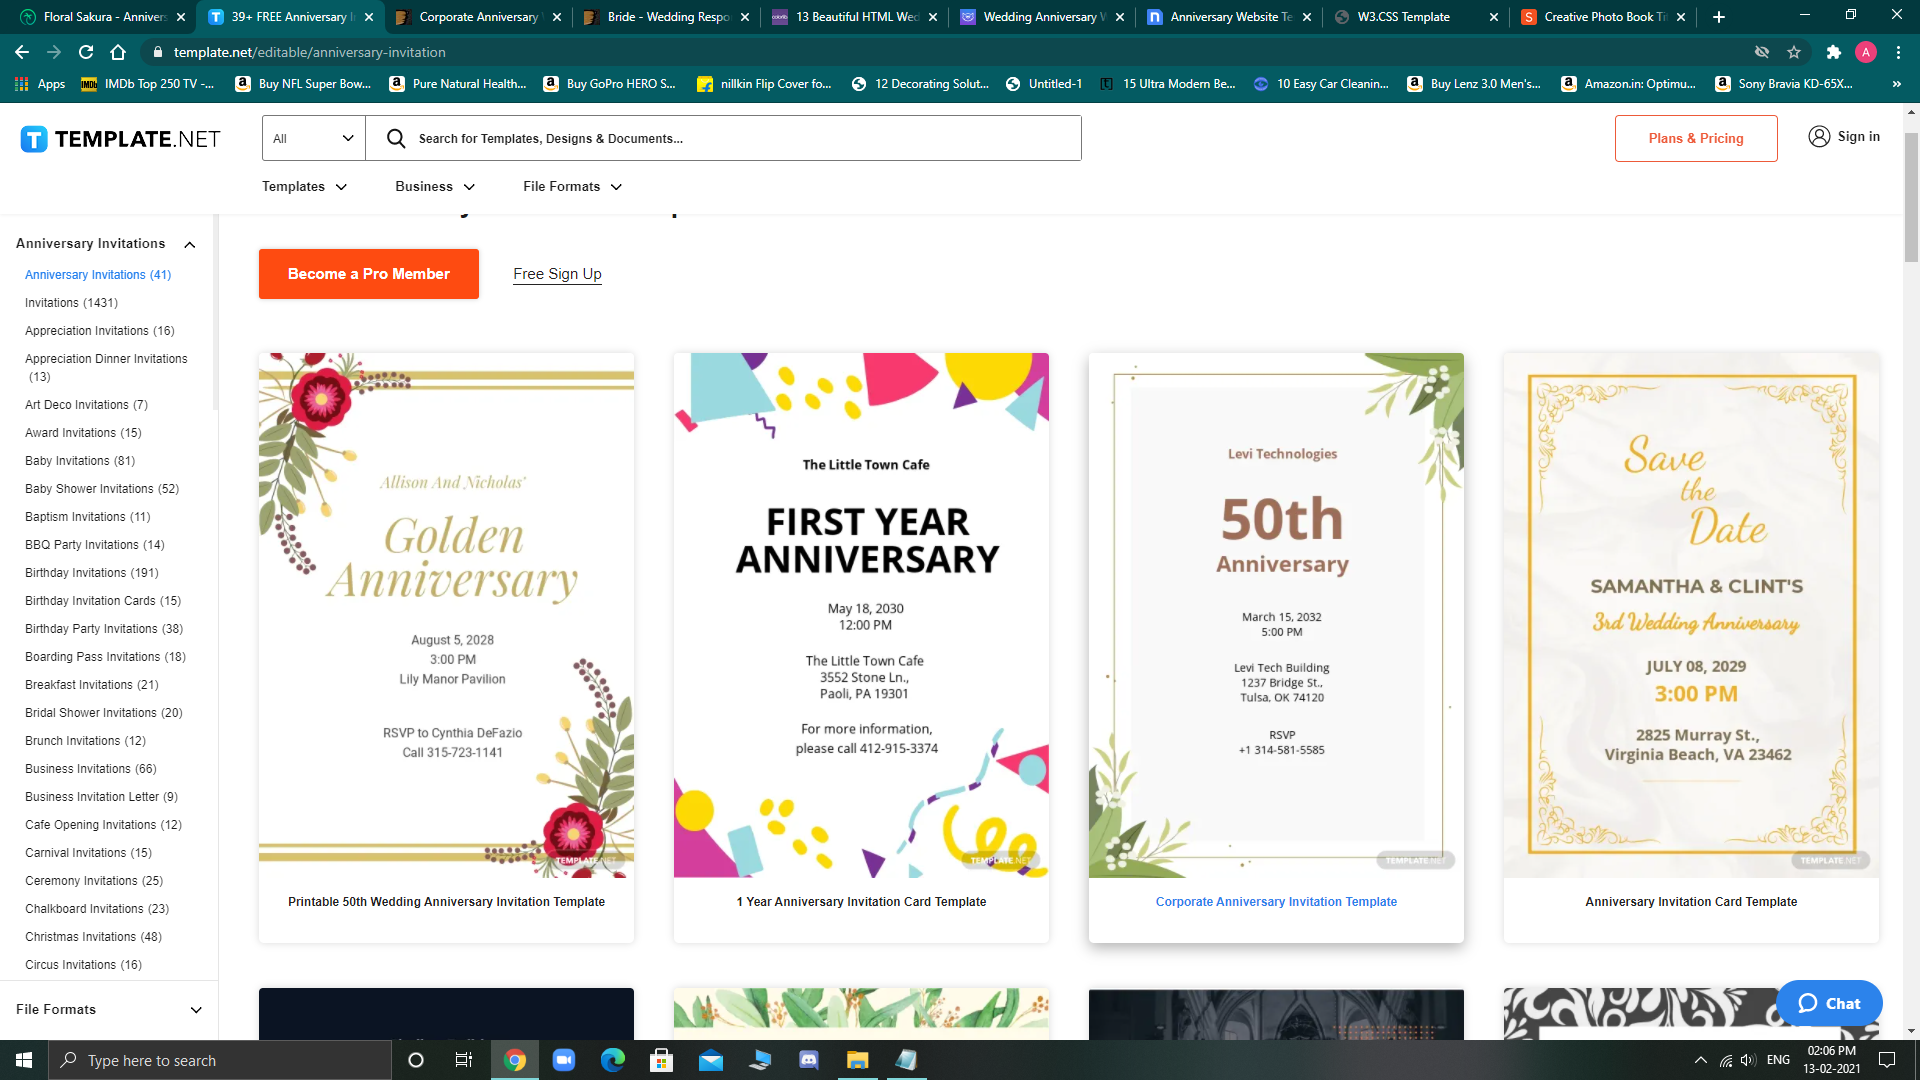 Floral Sakura - Annivers
39+ FREE Anniversary I
Corporate Anniversary
Bride - Wedding Respo
13 Beautiful HTML Wed
Wedding Anniversary W
Anniversary Website Te
W3.CSS Template
Creative Photo Book Ti
template.net/editable/anniversary-invitation
A
Apps
IMDb Top 250 TV -...
Buy NFL Super Bow...
Pure Natural Health...
Buy GoPro HERO S...
nillkin Flip Cover fo...
12 Decorating Solut...
Untitled-1
15 Ultra Modern Be...
10 Easy Car Cleanin...
Buy Lenz 3.0 Men's...
Amazon.in: Optimu...
Sony Bravia KD-65X...
»
T TEMPLATE.NET
All
Search for Templates, Designs & Documents...
Plans & Pricing
Sign in
Templates
Business
File Formats
Anniversary Invitations
Anniversary Invitations (41)
Invitations (1431)
Appreciation Invitations (16)
Appreciation Dinner Invitations
(13)
Art Deco Invitations (7)
Award Invitations (15)
Baby Invitations (81)
Baby Shower Invitations (52)
Baptism Invitations (11)
BBQ Party Invitations (14)
Birthday Invitations (191)
Birthday Invitation Cards (15)
Birthday Party Invitations (38)
Boarding Pass Invitations (18)
Breakfast Invitations (21)
Bridal Shower Invitations (20)
Brunch Invitations (12)
Business Invitations (66)
Business Invitation Letter (9)
Cafe Opening Invitations (12)
Carnival Invitations (15)
Ceremony Invitations (25)
Chalkboard Invitations (23)
Christmas Invitations (48)
Circus Invitations (16)
File Formats
Become a Pro Member
Free Sign Up
Allison And Nicholas'
Golden
Anniversary
August 5, 2028
3:00 PM
Lily Manor Pavilion
RSVP to Cynthia DeFazio
Call 315-723-1141
TEMPLATE.NET
Printable 50th Wedding Anniversary Invitation Template
The Little Town Cafe
FIRST YEAR
ANNIVERSARY
May 18, 2030
12:00 PM
The Little Town Cafe
3552 Stone Ln.,
Paoli, PA 19301
For more information,
please call 412-915-3374
TEMPLATE.NET
1 Year Anniversary Invitation Card Template
Levi Technologies
50th
Anniversary
March 15, 2032
5:00 PM
Levi Tech Building
1237 Bridge St.,
Tulsa, OK 74120
RSVP
+1 314-581-5585
TEMPLATE.NET
Corporate Anniversary Invitation Template
Save
the
Date
SAMANTHA & CLINT'S
3rd Wedding Anniversary
JULY 08, 2029
3:00 PM
2825 Murray St.,
Virginia Beach, VA 23462
TEMPLATE.NET
Anniversary Invitation Card Template
Chat
Type here to search
ENG
02:06 PM
13-02-2021